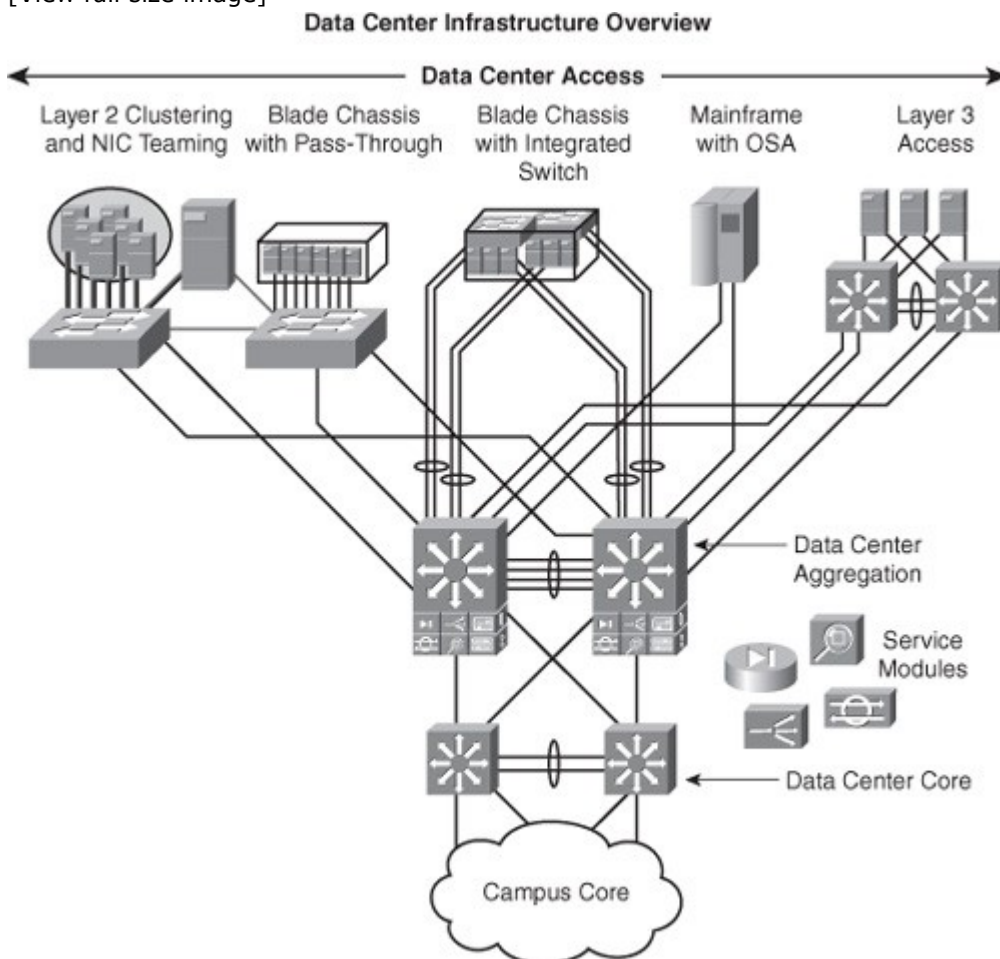 [View full size image]
Data Center Infrastructure Overview
Data Center Access
Layer 2 Clustering
and NIC Teaming
Blade Chassis
with Pass-Through
Blade Chassis
with Integrated
Switch
Mainframe
with OSA
Layer 3
Access
Data Center
Aggregation
Service
Modules
Data Center Core
Campus Core